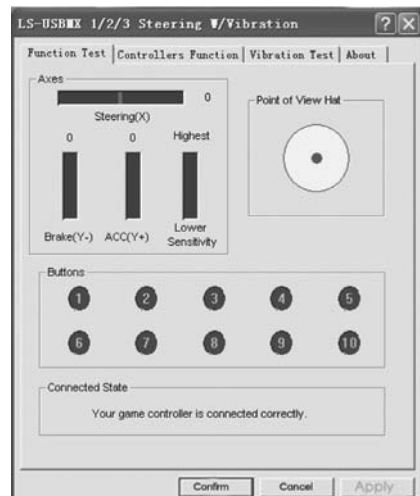 LS-USBMX 1/2/3 Steering W/Vibration
Function Test Controllers Function Vibration Test About
Axes
0
Steering(X)
Point of View Hat
0 0 Highest
Brake(Y-) ACC(Y+) Lower
Sensitivity
Buttons
1 2 3 4 5
6 7 8 9 10
Connected State
Your game controller is connected correctly.
Confirm Cancel Apply